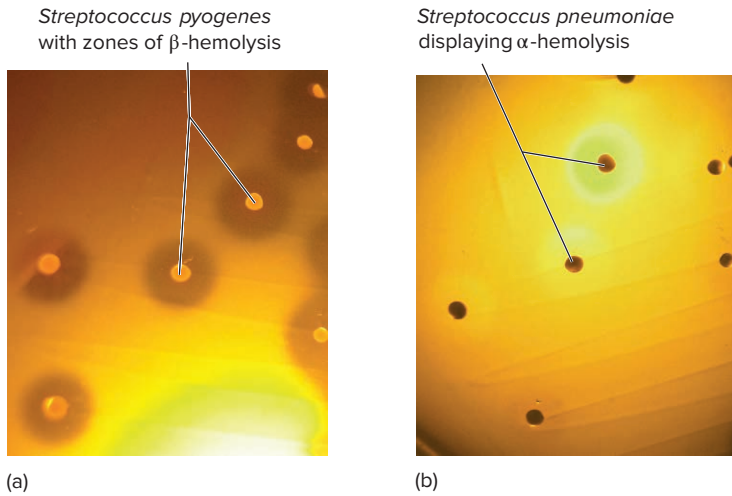 Streptococcus pyogenes
with zones of β-hemolysis
Streptococcus pneumoniae
displaying α-hemolysis
(a)
(b)